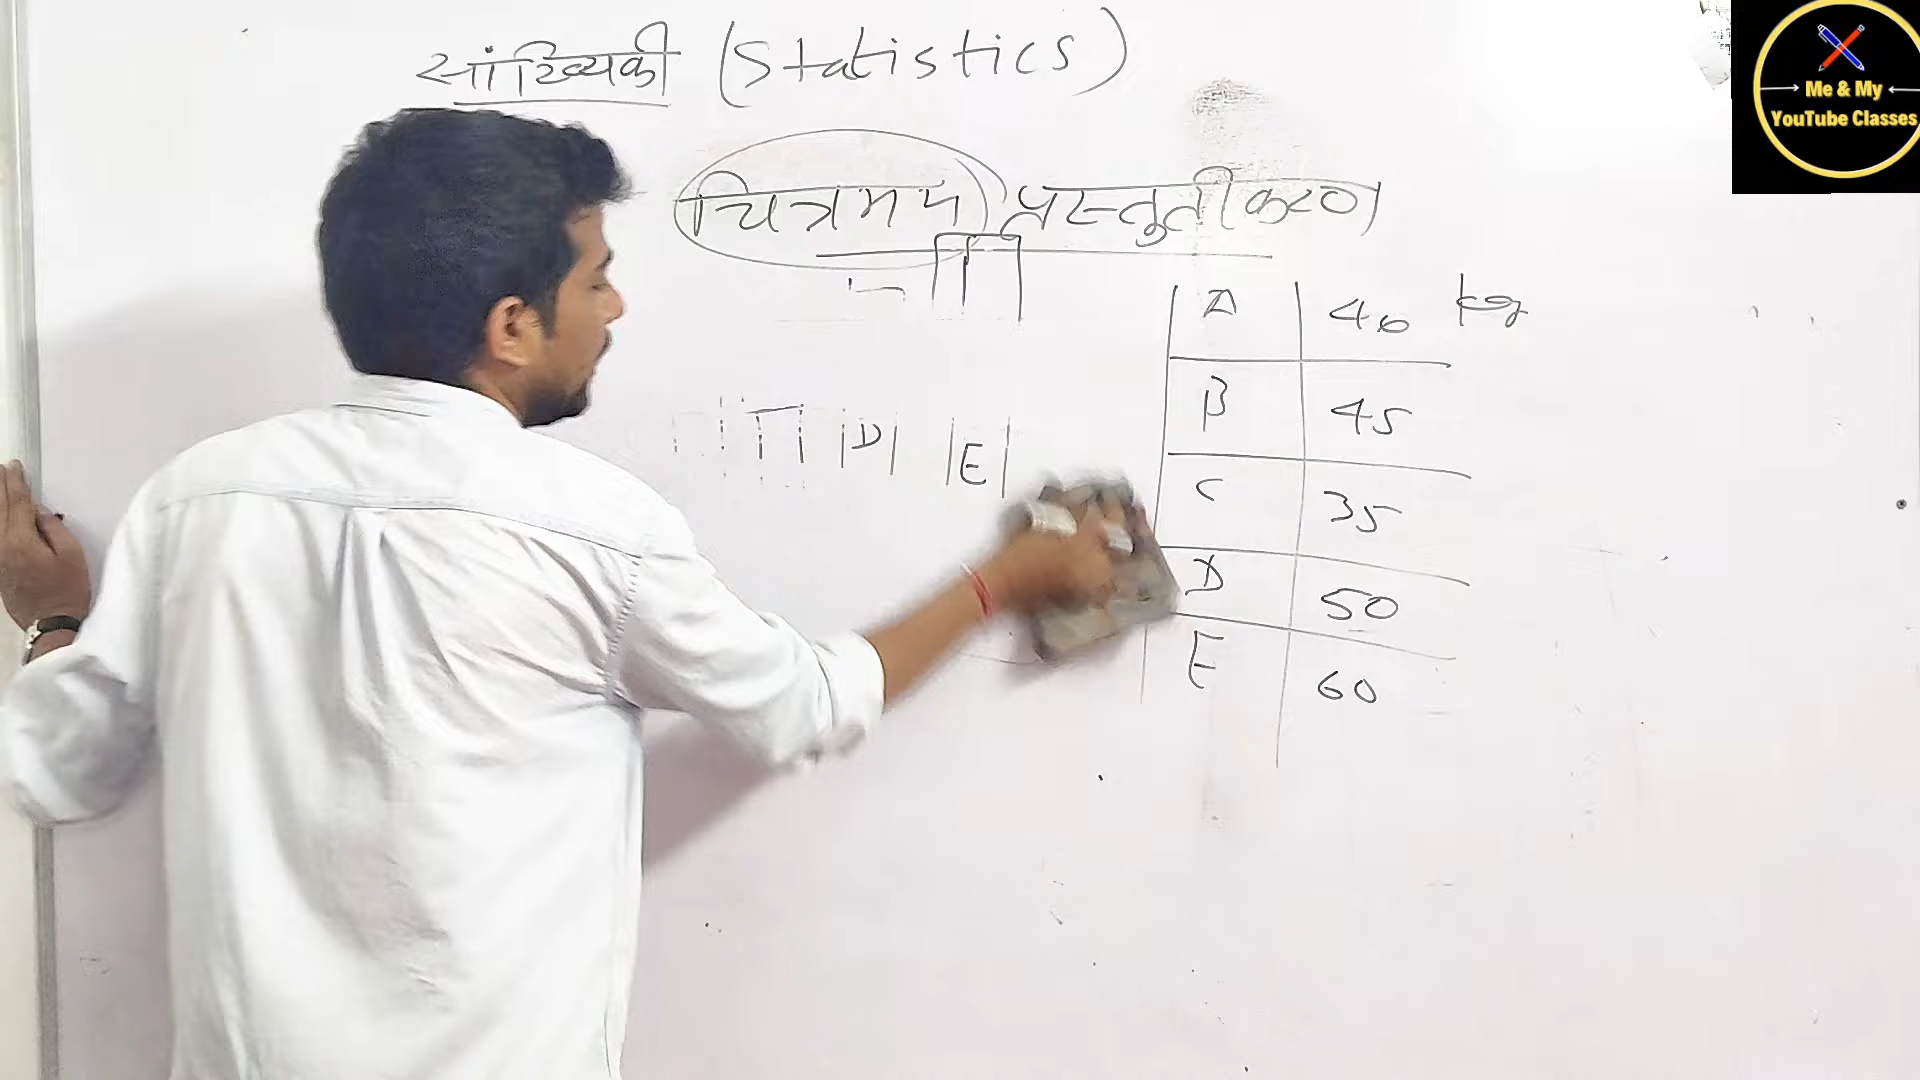 सांख्यिकी (Statistics)
चित्रमय प्रस्तुतीकरण
A 40 kg
B 45
C 35
D 50
E 60
D E
Me & My
YouTube Classes